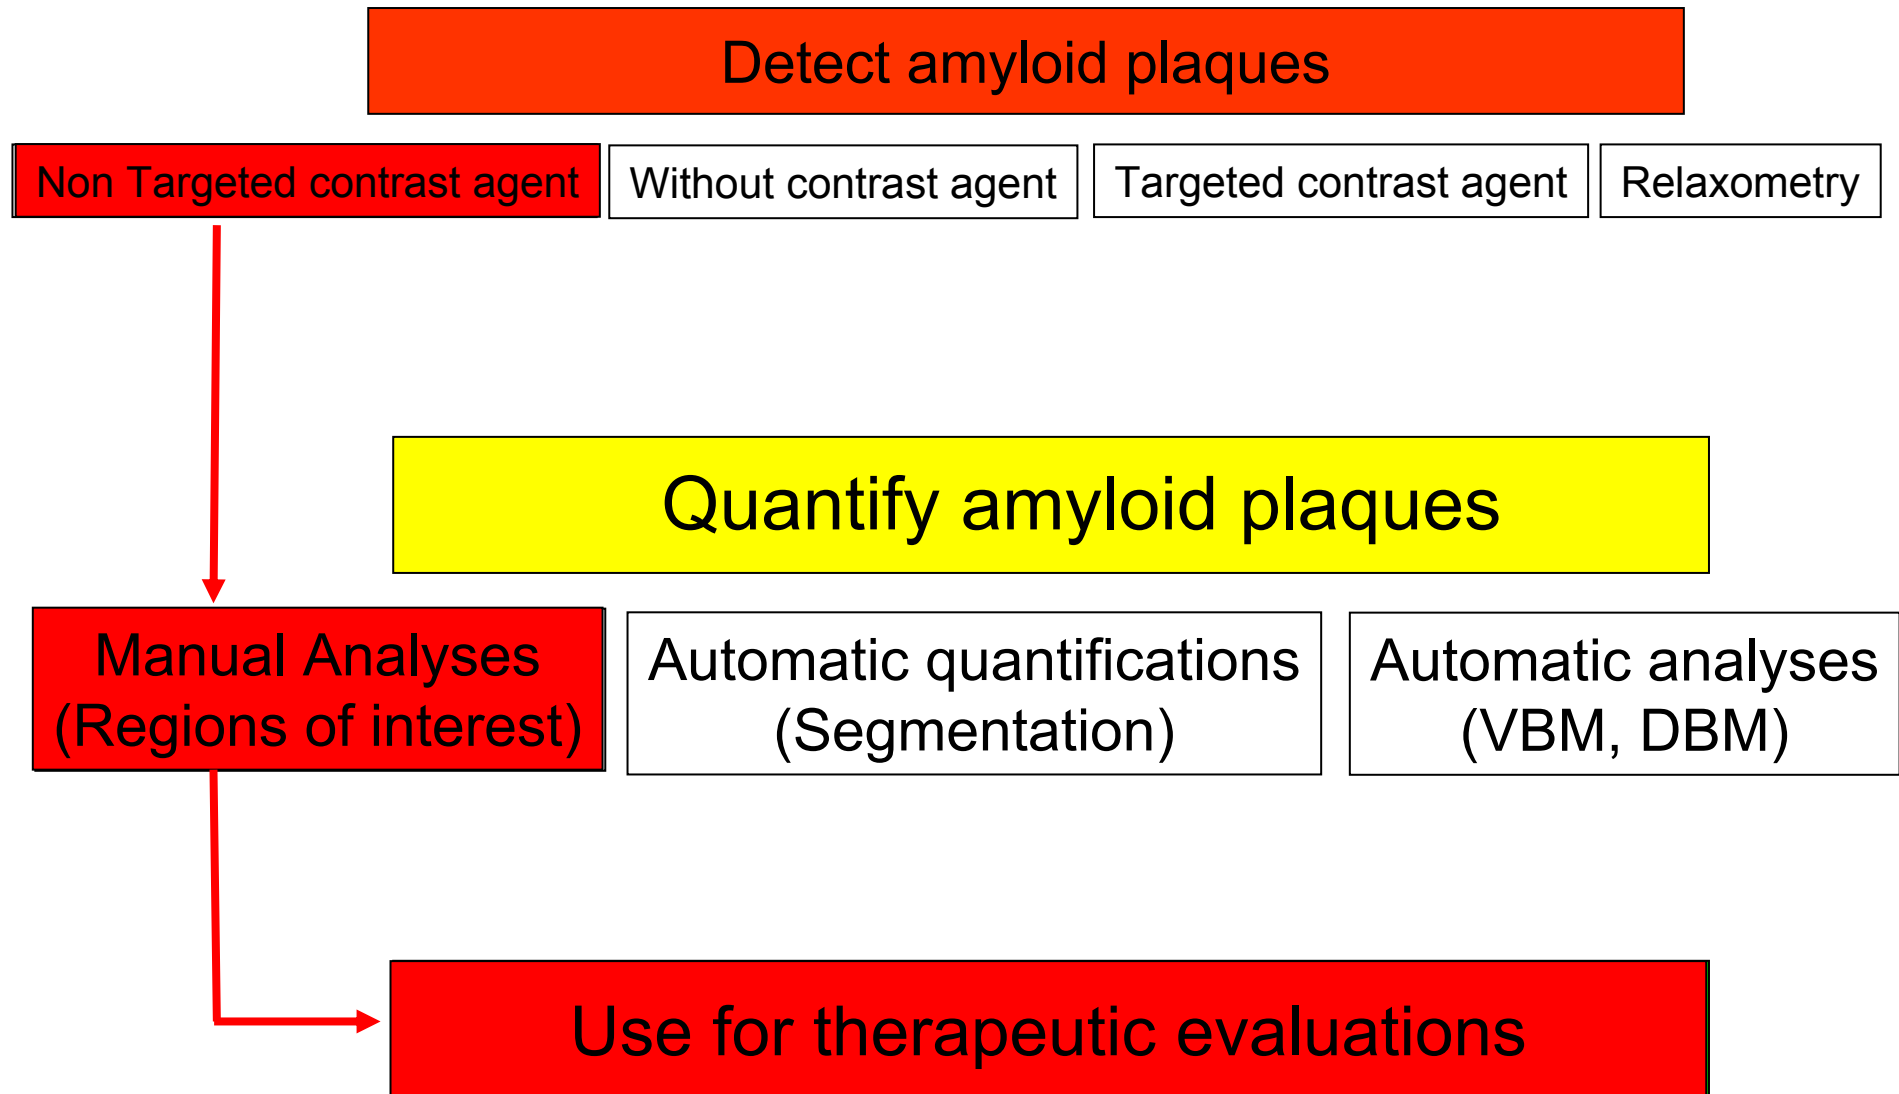 Detect amyloid plaques
Non Targeted contrast agent
Without contrast agent
Targeted contrast agent
Relaxometry
Quantify amyloid plaques
Manual Analyses
(Regions of interest)
Automatic quantifications
(Segmentation)
Automatic analyses
(VBM, DBM)
Use for therapeutic evaluations